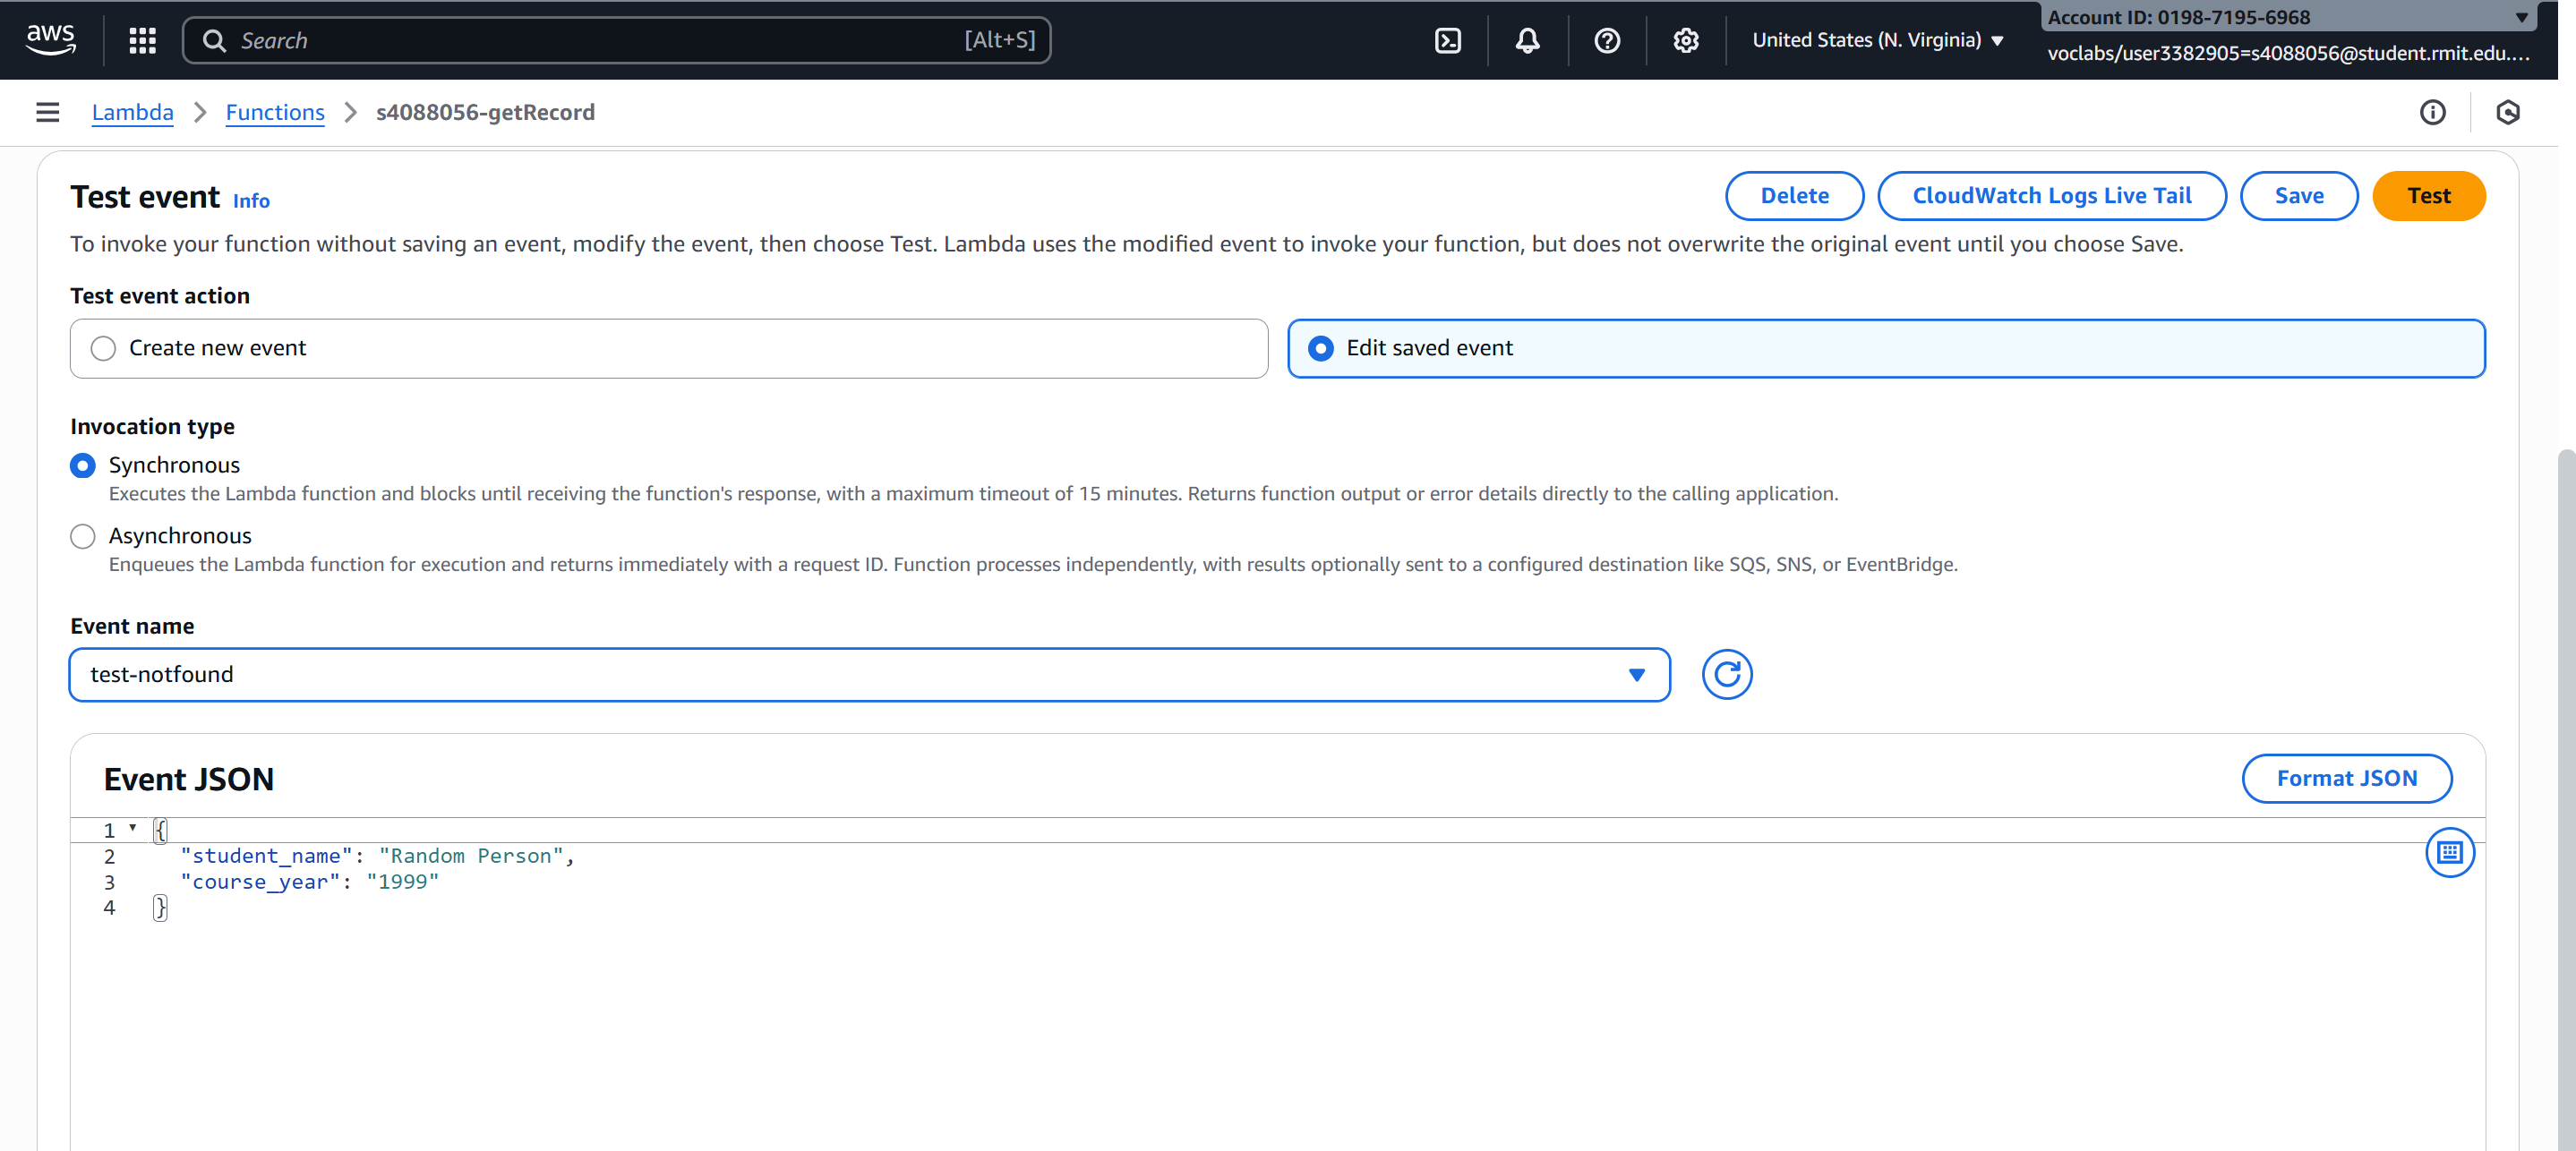 aws
Search
[Alt+S]
United States (N. Virginia)
Account ID: 0198-7195-6968
voclabs/user3382905=s4088056@student.rmit.edu....
Lambda
Functions
s4088056-getRecord
Test event Info
Delete
CloudWatch Logs Live Tail
Save
Test
To invoke your function without saving an event, modify the event, then choose Test. Lambda uses the modified event to invoke your function, but does not overwrite the original event until you choose Save.
Test event action
Create new event
Edit saved event
Invocation type
Synchronous
Executes the Lambda function and blocks until receiving the function's response, with a maximum timeout of 15 minutes. Returns function output or error details directly to the calling application.
Asynchronous
Enqueues the Lambda function for execution and returns immediately with a request ID. Function processes independently, with results optionally sent to a configured destination like SQS, SNS, or EventBridge.
Event name
test-notfound
Event JSON
Format JSON
1 {
2 "student_name": "Random Person",
3 "course_year": "1999"
4 }